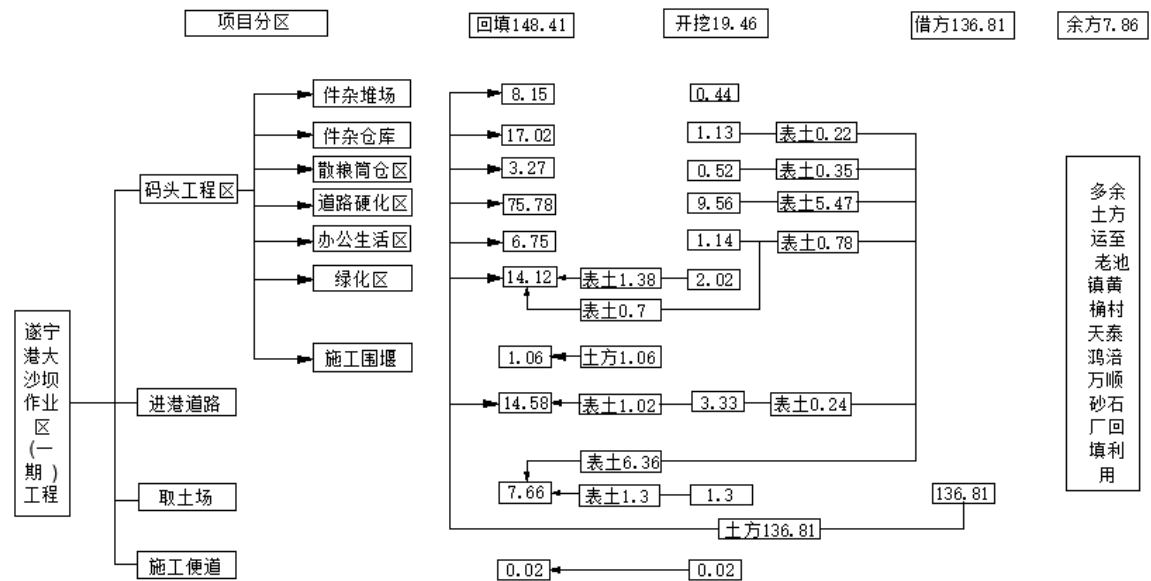 项目分区 回填148.41 开挖19.46 借方136.81 余方7.86
件杂堆场 8.15 0.44
件杂仓库 17.02 1.13 表土0.22
散粮筒仓区 3.27 0.52 表土0.35
码头工程区
道路硬化区 75.78 9.56 表土5.47
办公生活区 6.75 1.14 表土0.78
绿化区 14.12 表土1.38 2.02
表土0.7
施工围堰 1.06 土方1.06
进港道路 14.58 表土1.02 3.33 表土0.24
表土6.36
取土场 7.66 表土1.3 1.3 136.81
土方136.81
施工便道 0.02 0.02
遂宁
港大
沙坝
作业
区
(一
期)
工程
多余
土方
运至
老池
镇黄
桷村
天泰
鸿涪
万顺
砂石
厂回
填利
用